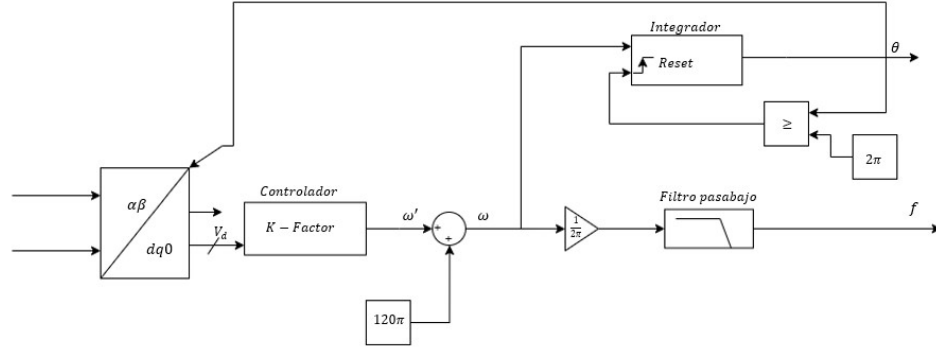 Integrador
Reset
θ
≥
2π
αβ
dq0
V_d
Controlador
K − Factor
ω'
+
+
ω
120π
1
2π
Filtro pasabajo
f